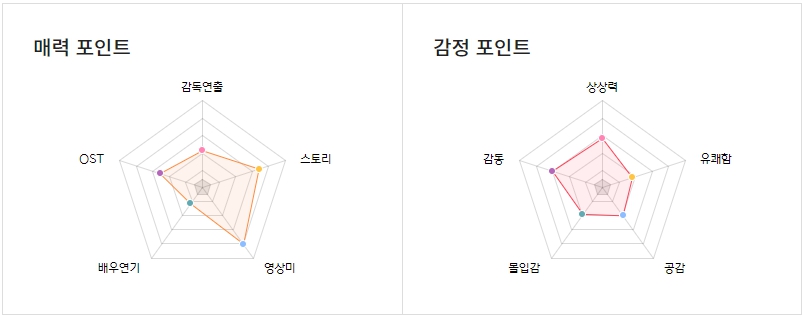 매력 포인트
감독연출
OST
스토리
배우연기
영상미
감정 포인트
상상력
감동
유쾌함
몰입감
공감